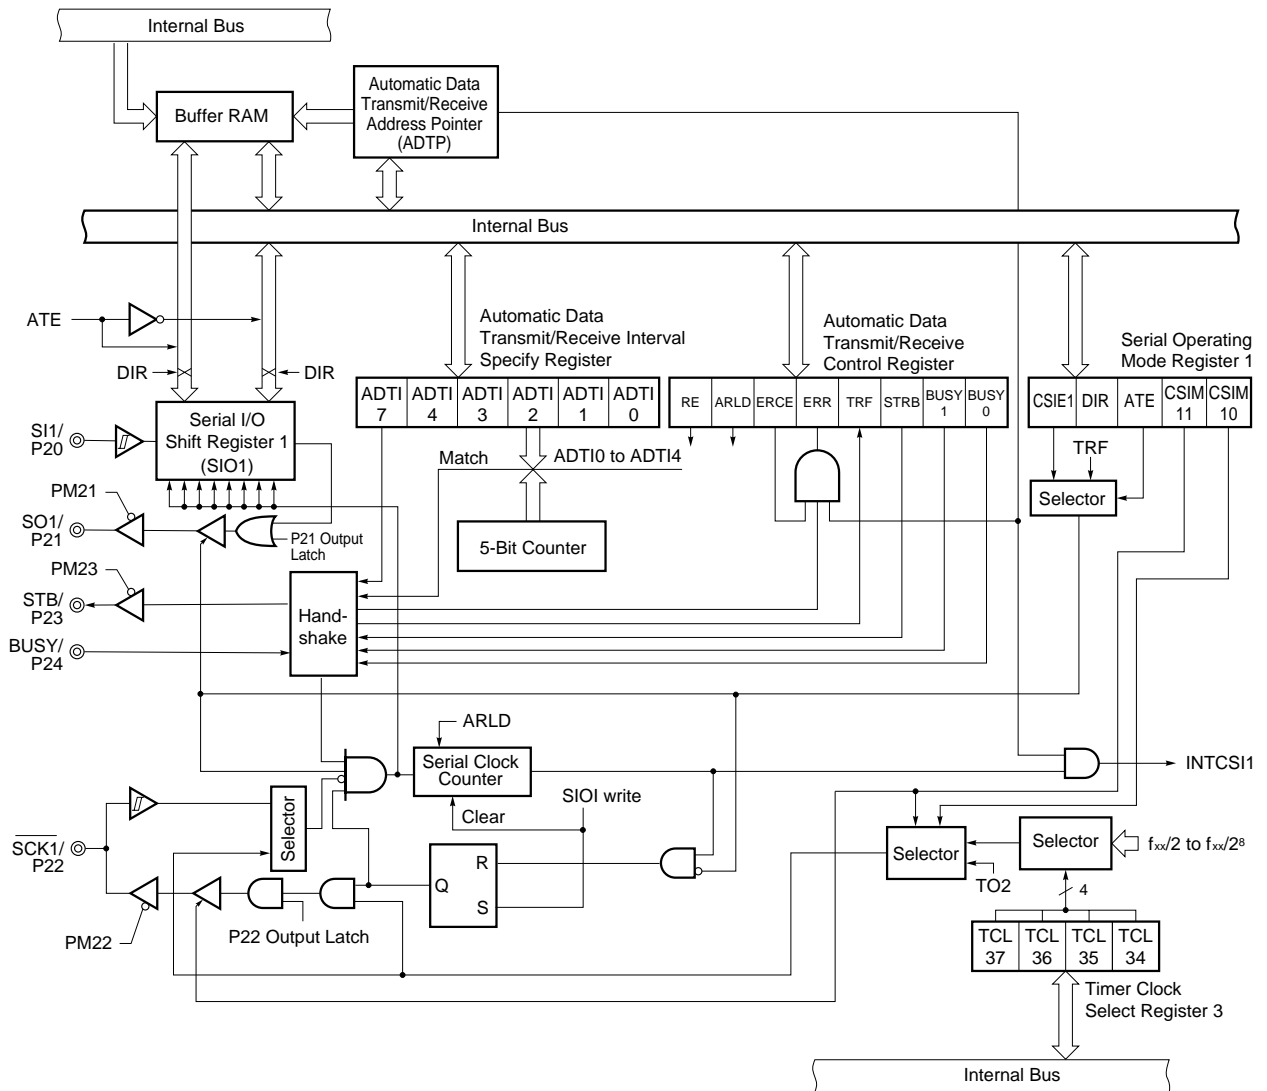 Internal Bus
Buffer RAM
Automatic Data
Transmit/Receive
Address Pointer
(ADTP)
Internal Bus
ATE
DIR
DIR
Automatic Data
Transmit/Receive Interval
Specify Register
Automatic Data
Transmit/Receive
Control Register
Serial Operating
Mode Register 1
ADTI
7
ADTI
4
ADTI
3
ADTI
2
ADTI
1
ADTI
0
RE
ARLD
ERCE
ERR
TRF
STRB
BUSY
1
BUSY
0
CSIE1
DIR
ATE
CSIM
11
CSIM
10
SI1/
P20
Serial I/O
Shift Register 1
(SIO1)
Match
ADTI0 to ADTI4
TRF
Selector
PM21
SO1/
P21
P21 Output
Latch
5-Bit Counter
PM23
STB/
P23
Hand-
shake
BUSY/
P24
ARLD
Serial Clock
Counter
INTCSI1
SIOI write
Clear
Selector
SCK1/
P22
R
Q
S
Selector
Selector
fxx/2 to fxx/2⁸
TO2
4
PM22
P22 Output Latch
TCL
37
TCL
36
TCL
35
TCL
34
Timer Clock
Select Register 3
Internal Bus